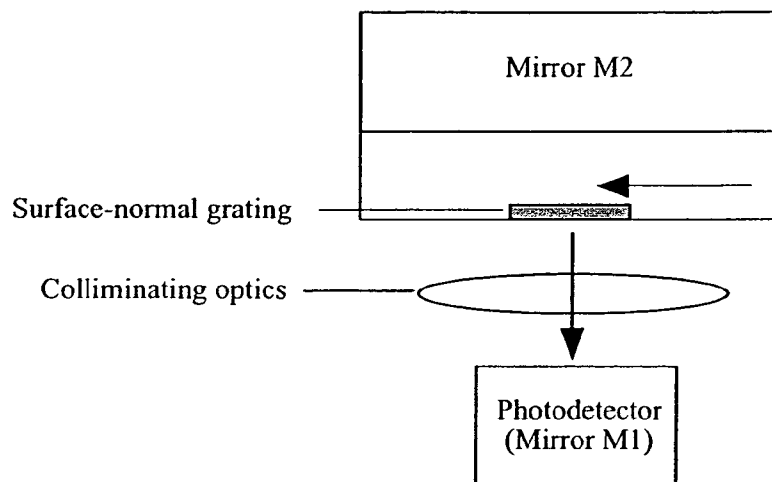 Mirror M2
Surface-normal grating
Colliminating optics
Photodetector
(Mirror M1)